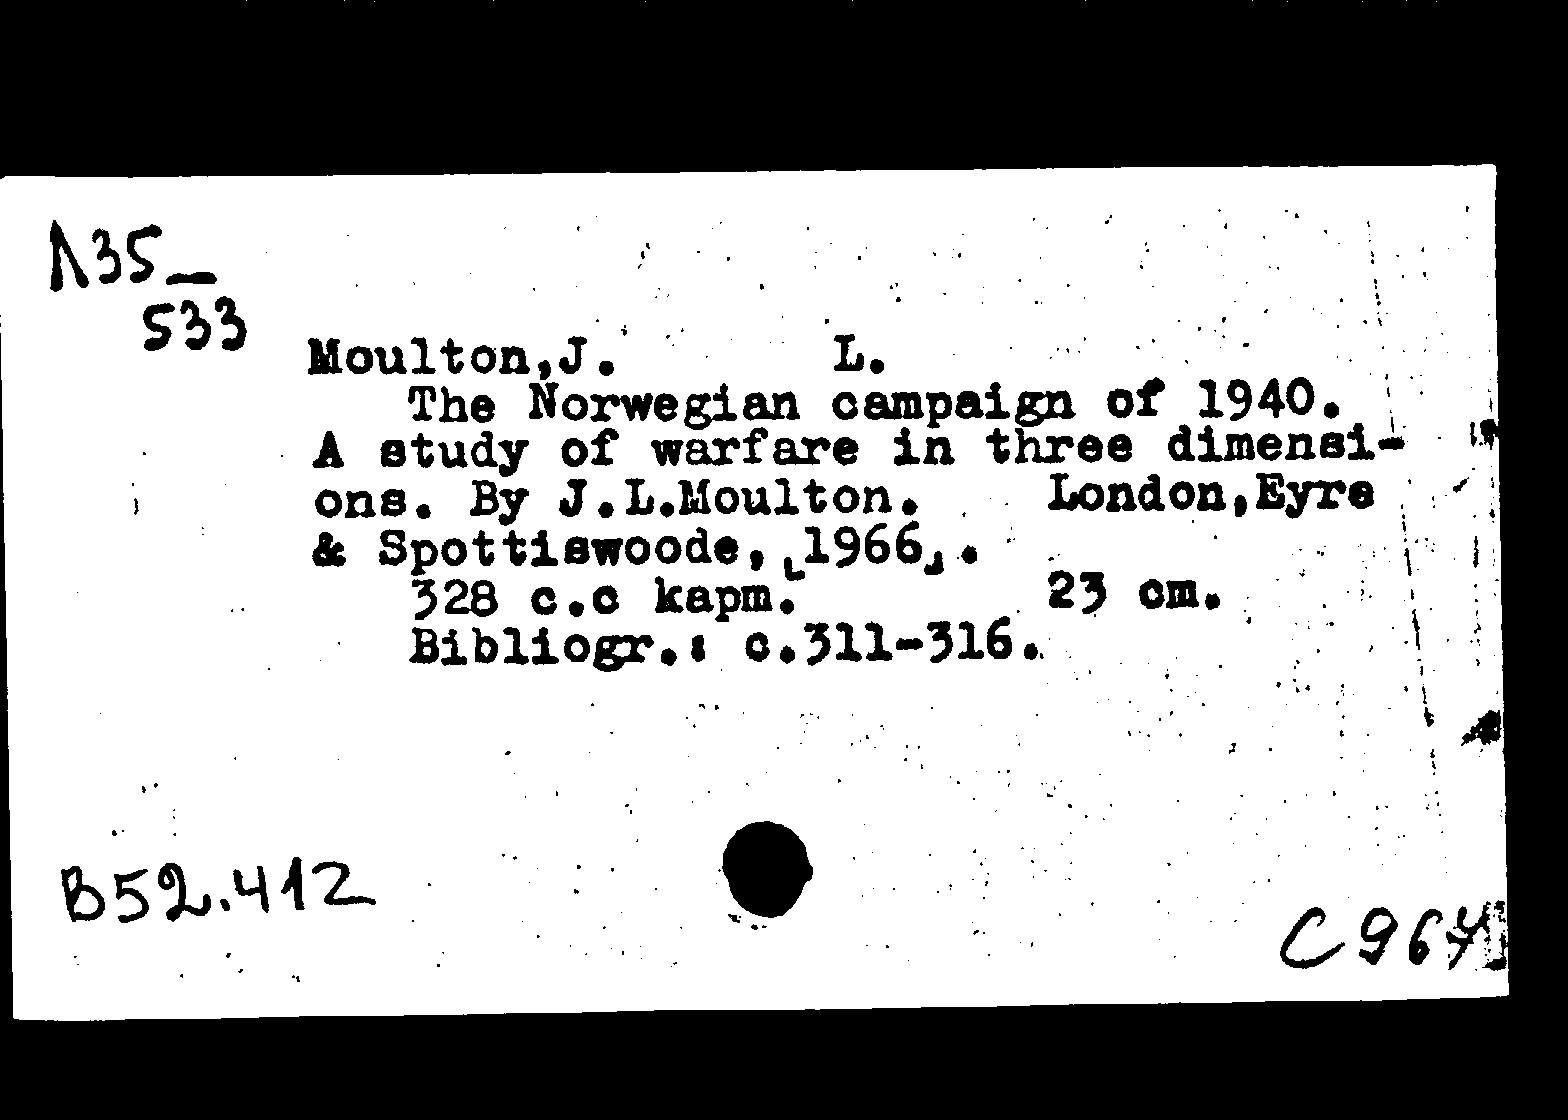 Л35—
533
Moulton,J. L.
The Norwegian campaign of 1940.
A study of warfare in three dimensi-
ons. By J.L.Moulton. London,Eyre
& Spottiswoode, [1966].
328 с.с карт. 23 cm.
Bibliogr.: с.311-316.
B52.412
С 967